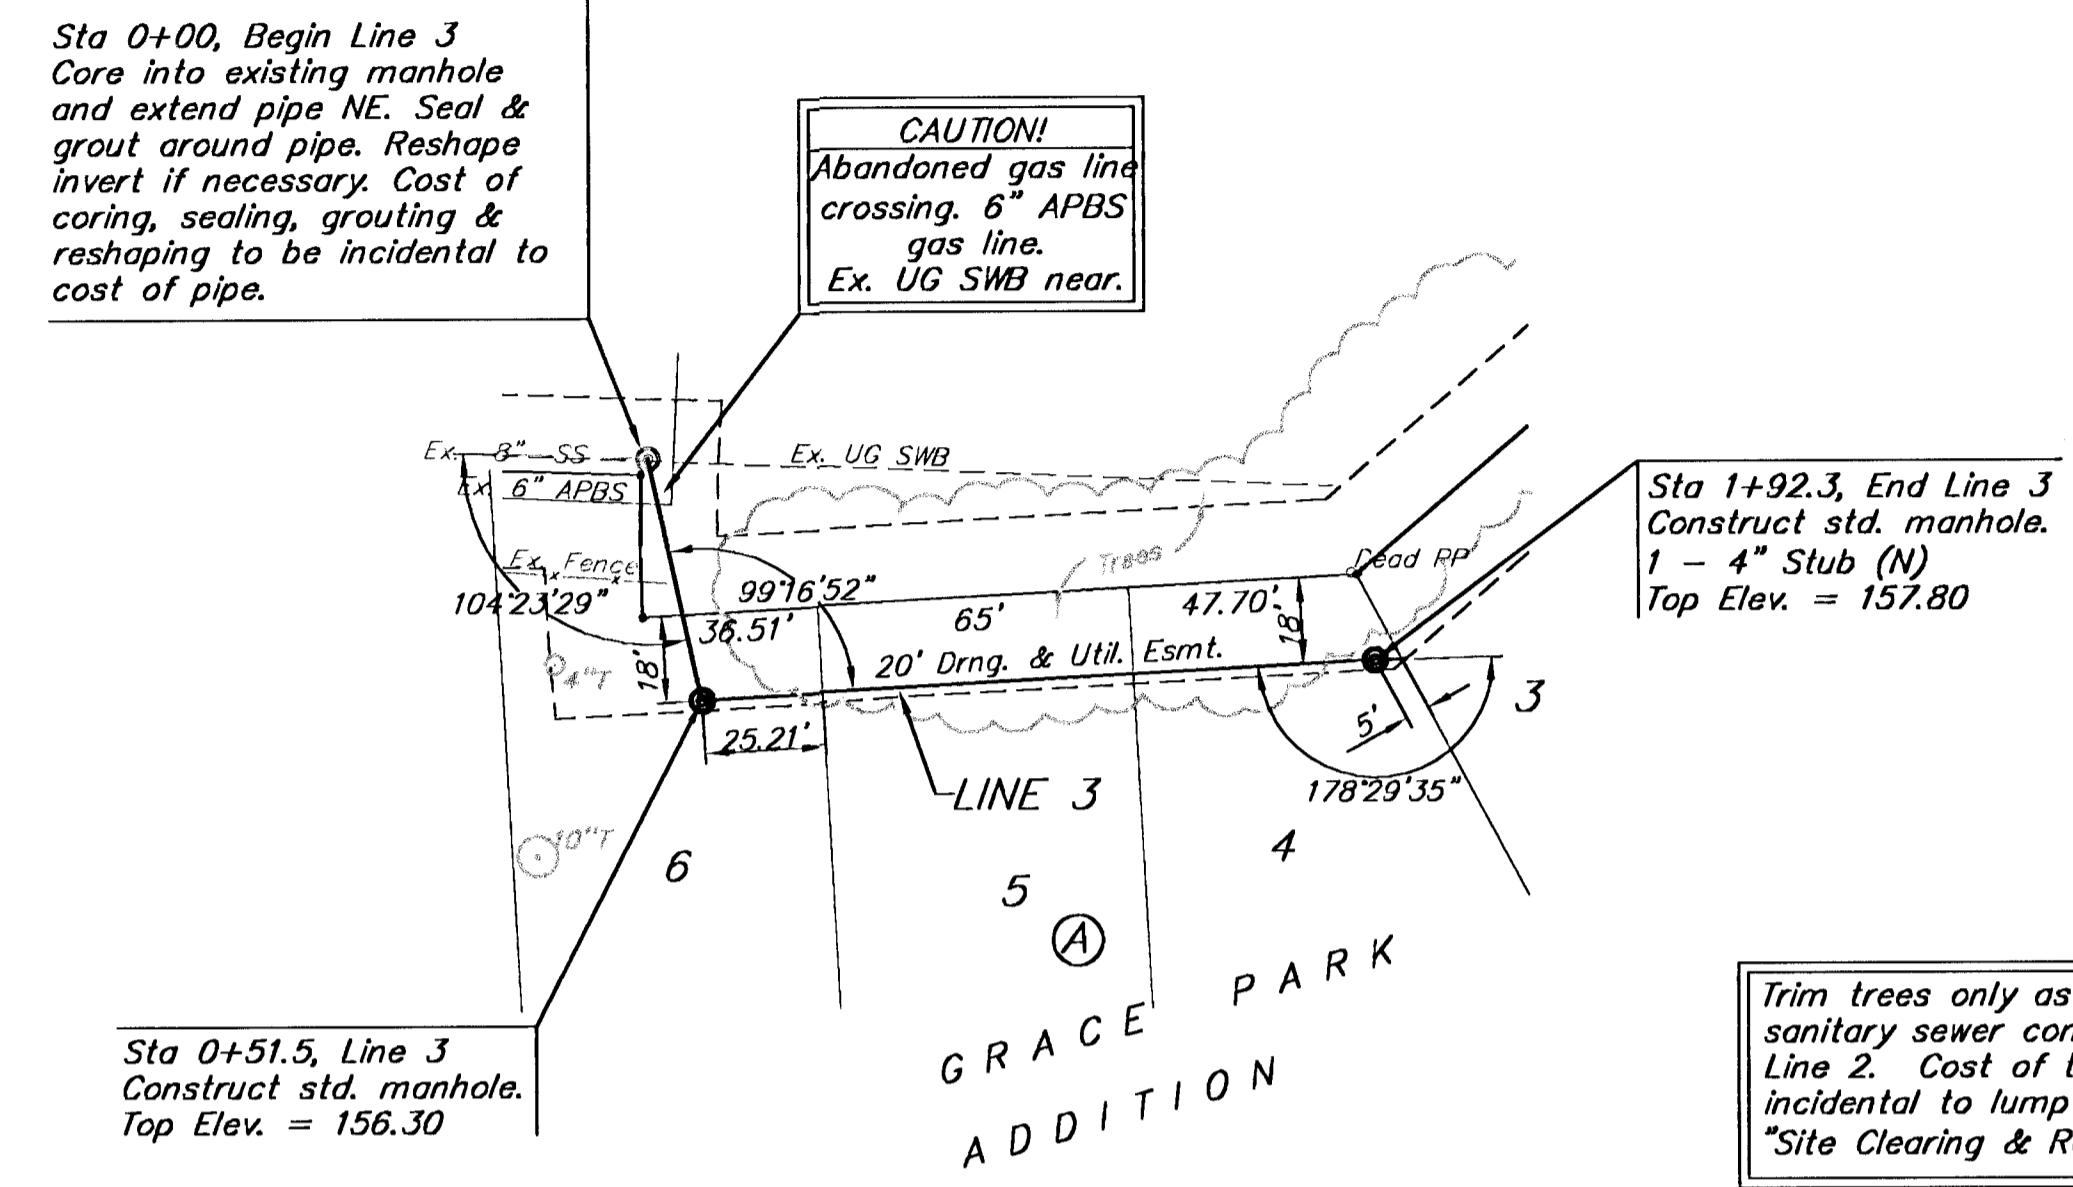 Sta 0+00, Begin Line 3
Core into existing manhole
and extend pipe NE. Seal &
grout around pipe. Reshape
invert if necessary. Cost of
coring, sealing, grouting &
reshaping to be incidental to
cost of pipe.
CAUTION!
Abandoned gas line
crossing. 6" APBS
gas line.
Ex. UG SWB near.
Ex. 8" SS
Ex. UG SWB
Ex. 6" APBS
Sta 1+92.3, End Line 3
Construct std. manhole.
1 - 4" Stub (N)
Top Elev. = 157.80
Ex. Fence
Trees
Dead PP
104°23'29"
99°16'52"
36.51'
65'
47.70'
18'
18'
20' Drng. & Util. Esmt.
4"T
25.21'
5'
3
LINE 3
178°29'35"
10"T
6
5
4
A
GRACE PARK
ADDITION
Sta 0+51.5, Line 3
Construct std. manhole.
Top Elev. = 156.30
Trim trees only as
sanitary sewer con
Line 2. Cost of t
incidental to lump
"Site Clearing & R